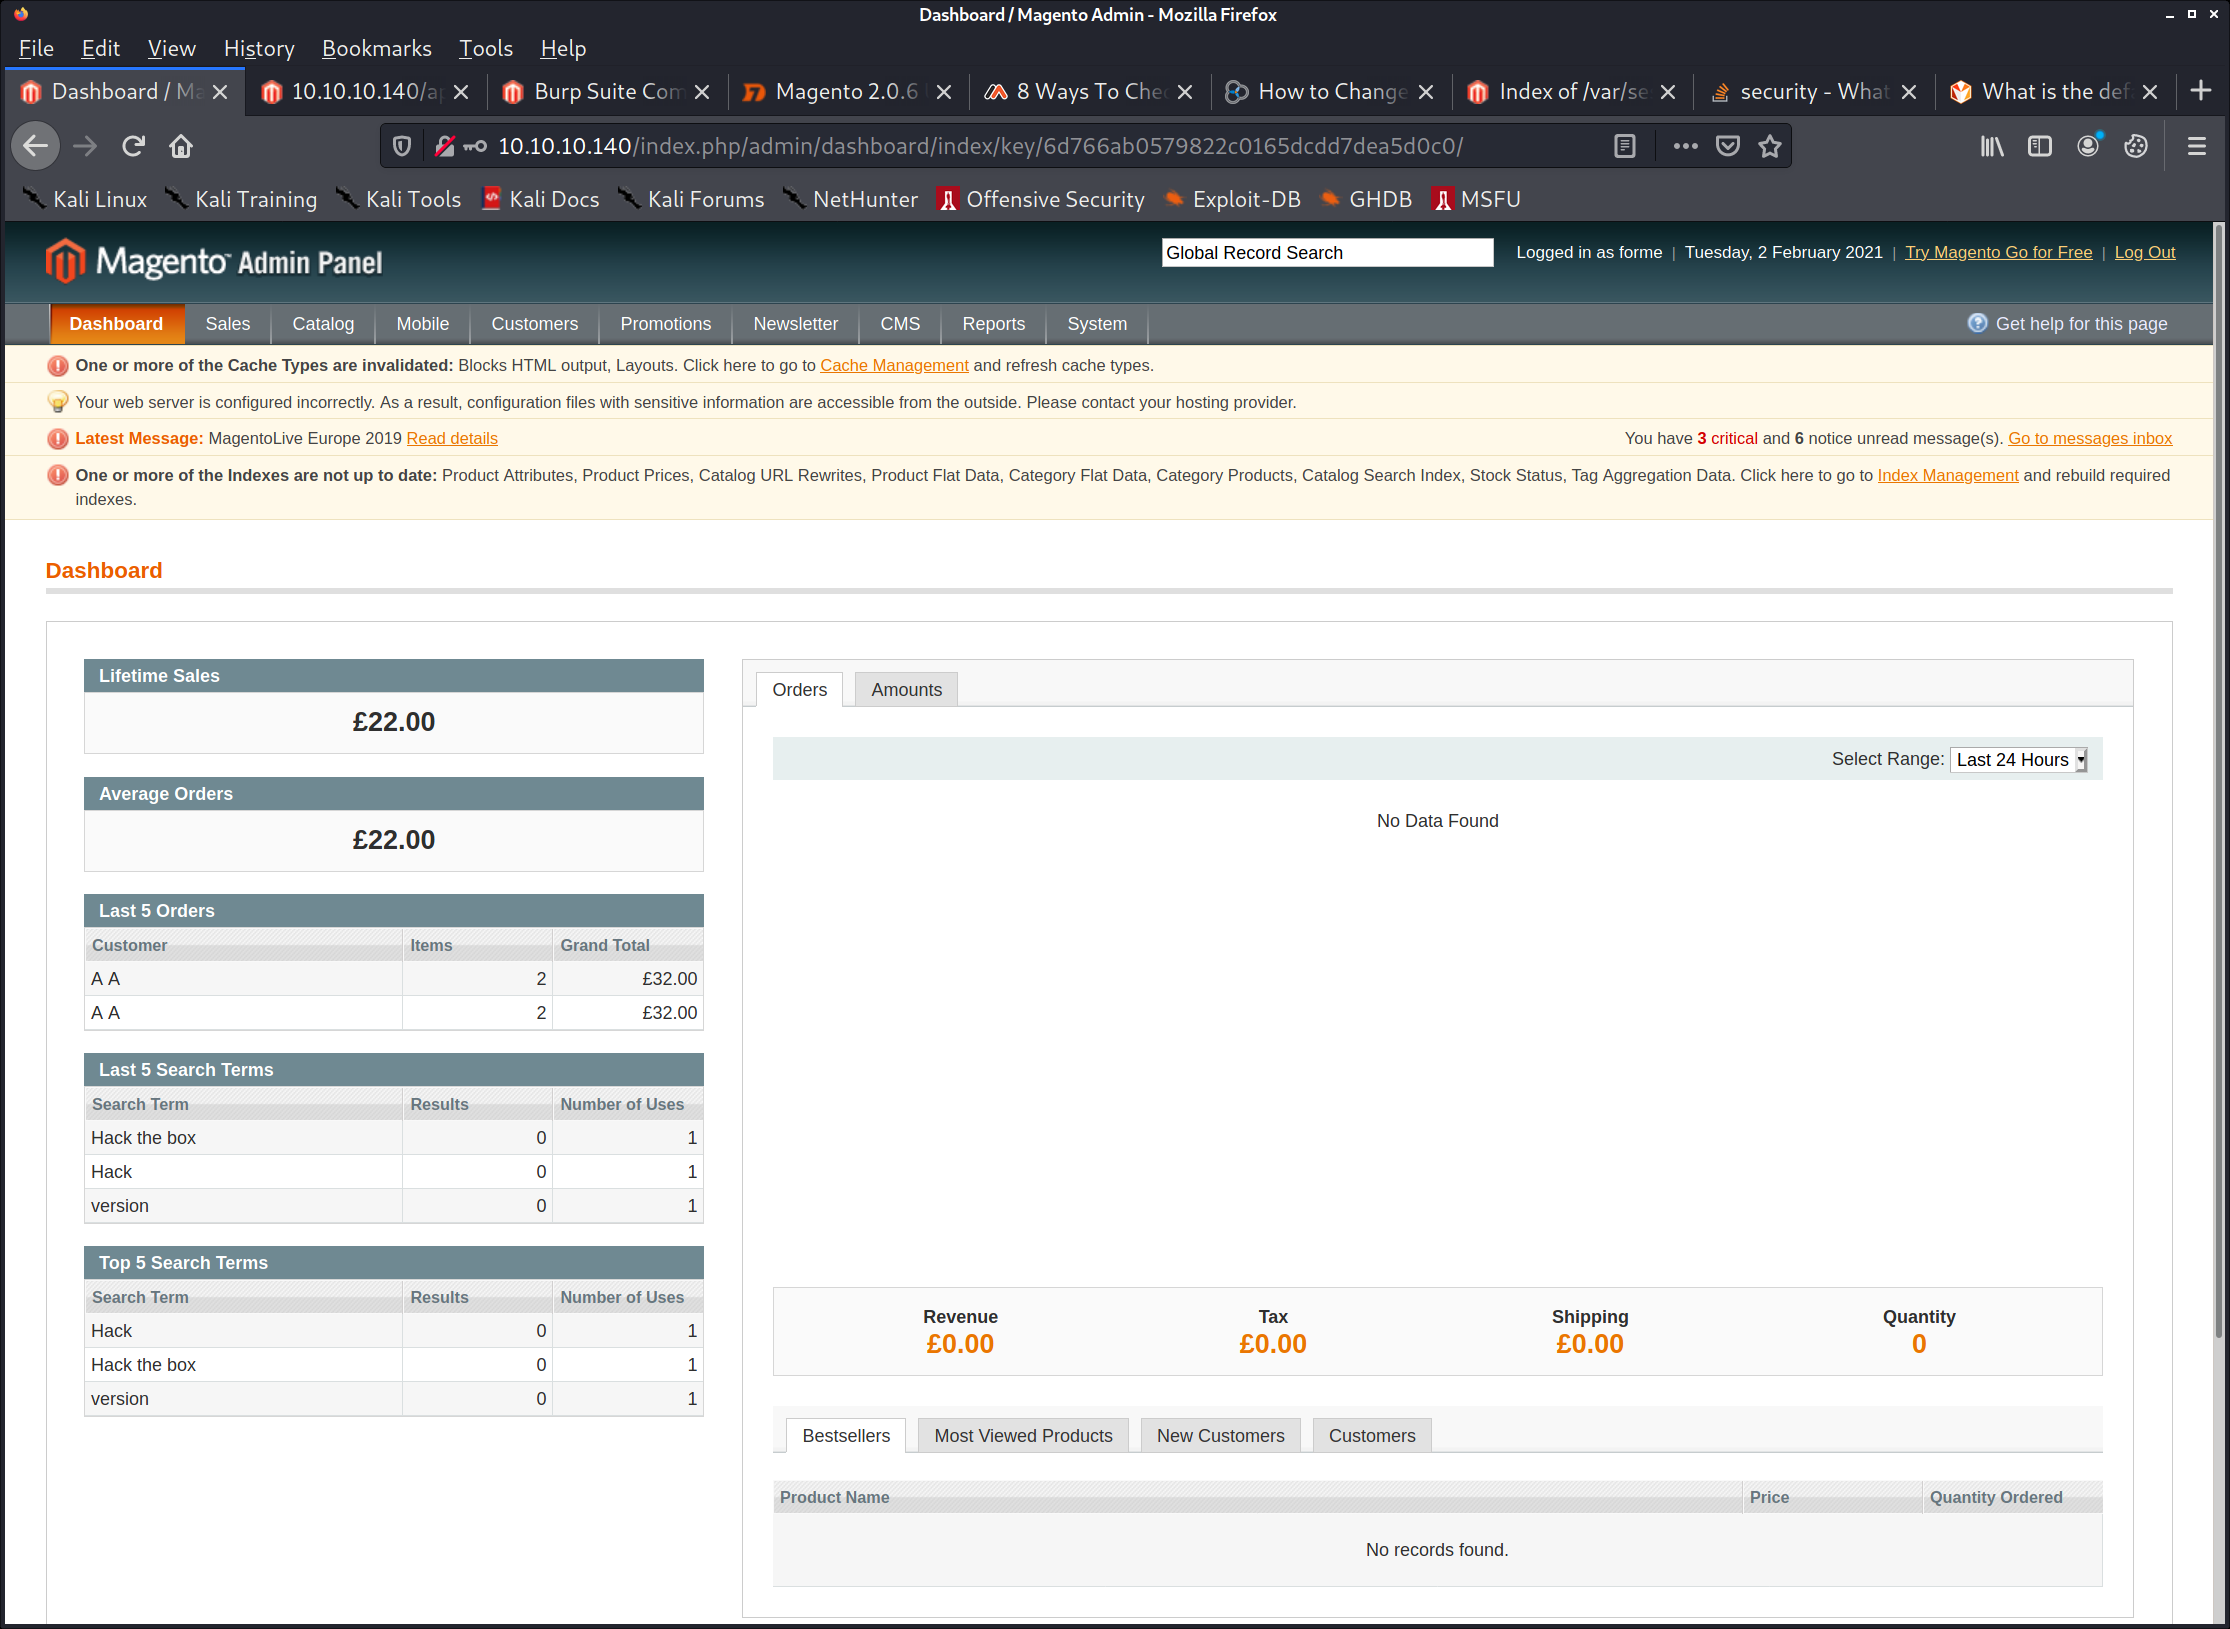 Dashboard / Magento Admin - Mozilla Firefox
File Edit View History Bookmarks Tools Help
Dashboard / Ma 10.10.10.140/ap Burp Suite Com Magento 2.0.6 8 Ways To Chec How to Change Index of /var/se security - What What is the def
10.10.10.140/index.php/admin/dashboard/index/key/6d766ab0579822c0165dcdd7dea5d0c0/
Kali Linux Kali Training Kali Tools Kali Docs Kali Forums NetHunter Offensive Security Exploit-DB GHDB MSFU
Magento™ Admin Panel
Global Record Search Logged in as forme | Tuesday, 2 February 2021 | Try Magento Go for Free | Log Out
Dashboard Sales Catalog Mobile Customers Promotions Newsletter CMS Reports System Get help for this page
One or more of the Cache Types are invalidated: Blocks HTML output, Layouts. Click here to go to Cache Management and refresh cache types.
Your web server is configured incorrectly. As a result, configuration files with sensitive information are accessible from the outside. Please contact your hosting provider.
Latest Message: MagentoLive Europe 2019 Read details You have 3 critical and 6 notice unread message(s). Go to messages inbox
One or more of the Indexes are not up to date: Product Attributes, Product Prices, Catalog URL Rewrites, Product Flat Data, Category Flat Data, Category Products, Catalog Search Index, Stock Status, Tag Aggregation Data. Click here to go to Index Management and rebuild required
indexes.
Dashboard
Lifetime Sales
£22.00
Average Orders
£22.00
Last 5 Orders
Customer Items Grand Total
A A 2 £32.00
A A 2 £32.00
Last 5 Search Terms
Search Term Results Number of Uses
Hack the box 0 1
Hack 0 1
version 0 1
Top 5 Search Terms
Search Term Results Number of Uses
Hack 0 1
Hack the box 0 1
version 0 1
Orders Amounts
Select Range: Last 24 Hours
No Data Found
Revenue Tax Shipping Quantity
£0.00 £0.00 £0.00 0
Bestsellers Most Viewed Products New Customers Customers
Product Name Price Quantity Ordered
No records found.